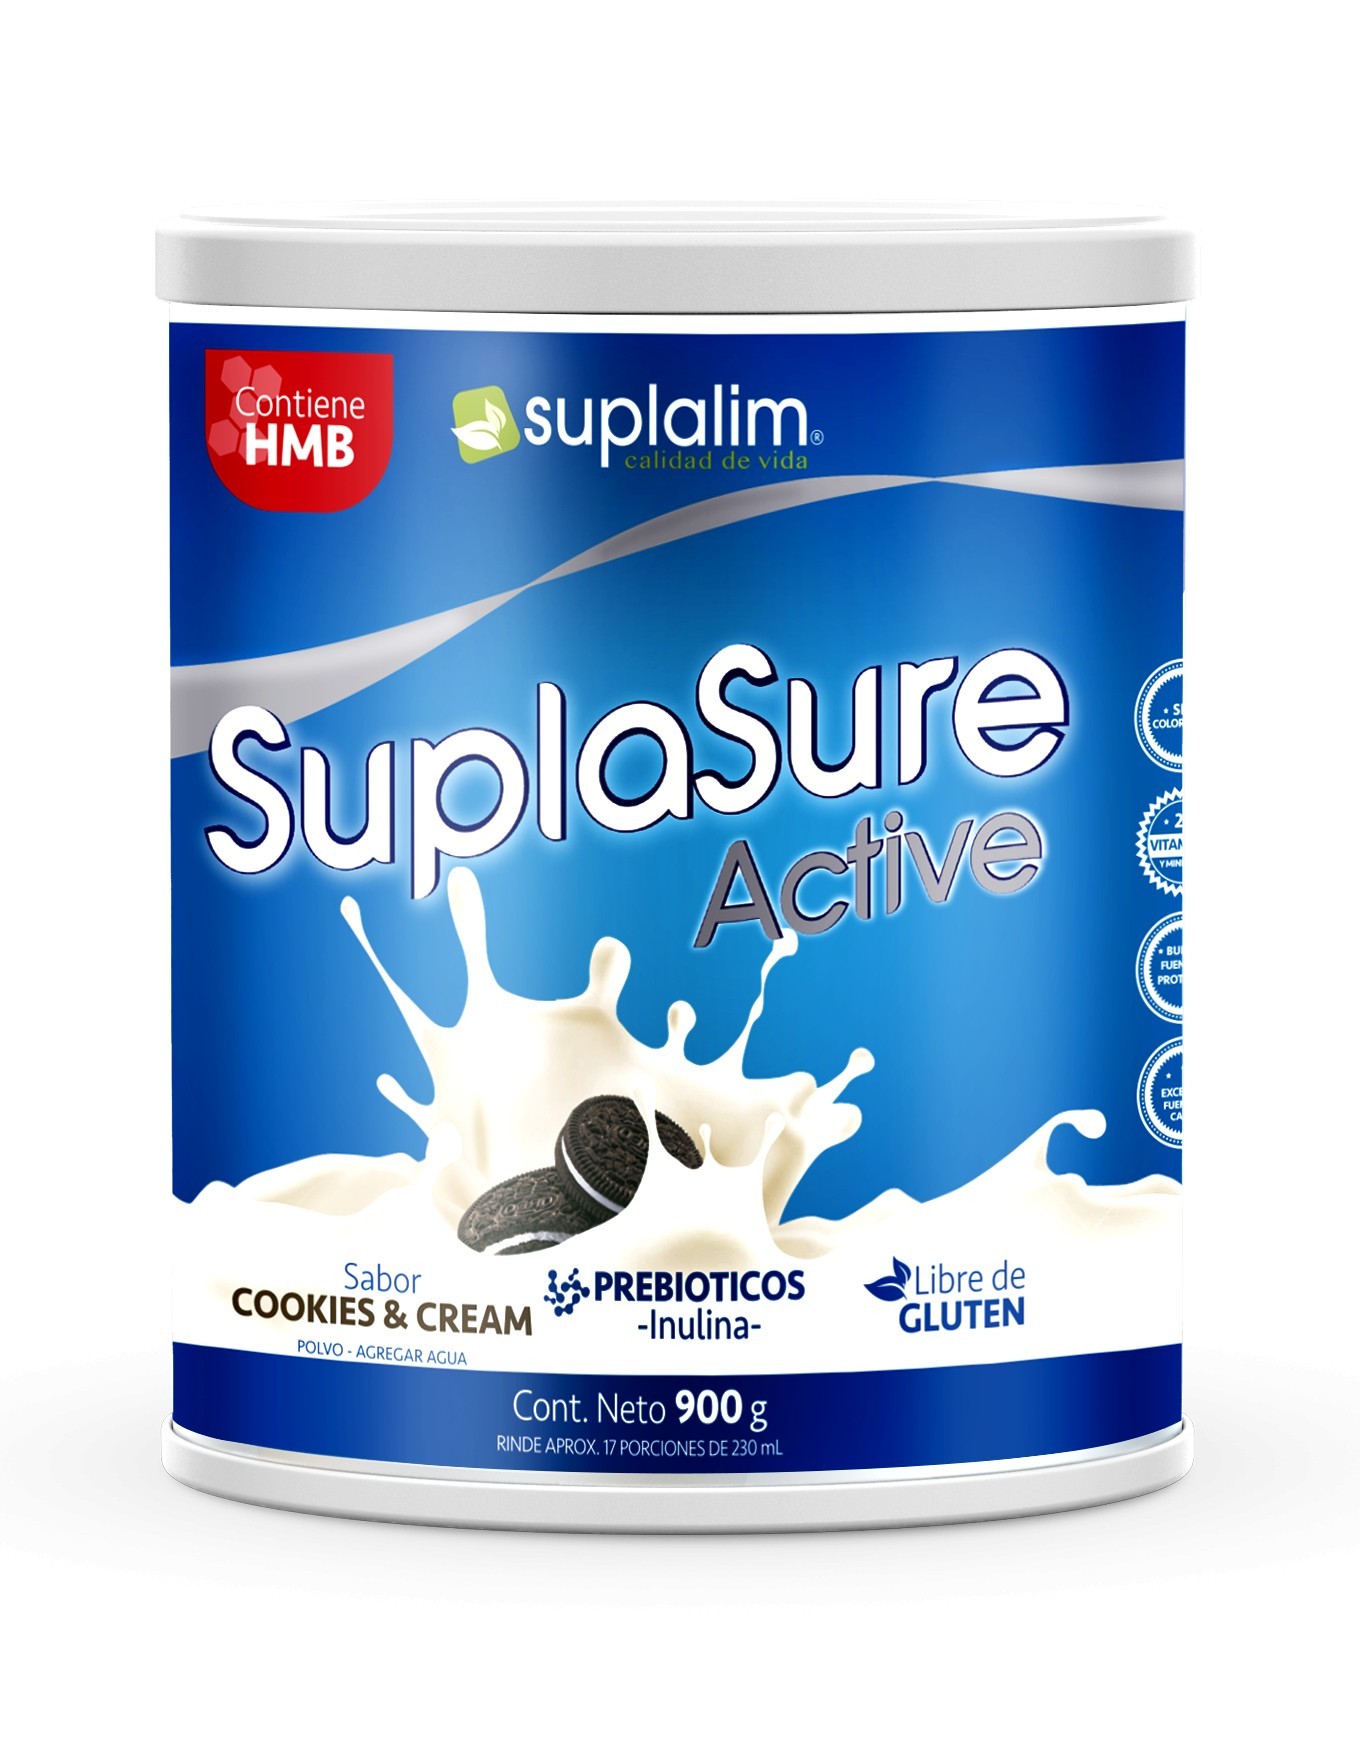 Contiene
HMB
suplalim®
calidad de vida
SuplaSure
Active
Sabor
COOKIES & CREAM
POLVO - AGREGAR AGUA
PREBIOTICOS
-Inulina-
Libre de
GLUTEN
Cont. Neto 900 g
RINDE APROX. 17 PORCIONES DE 230 mL